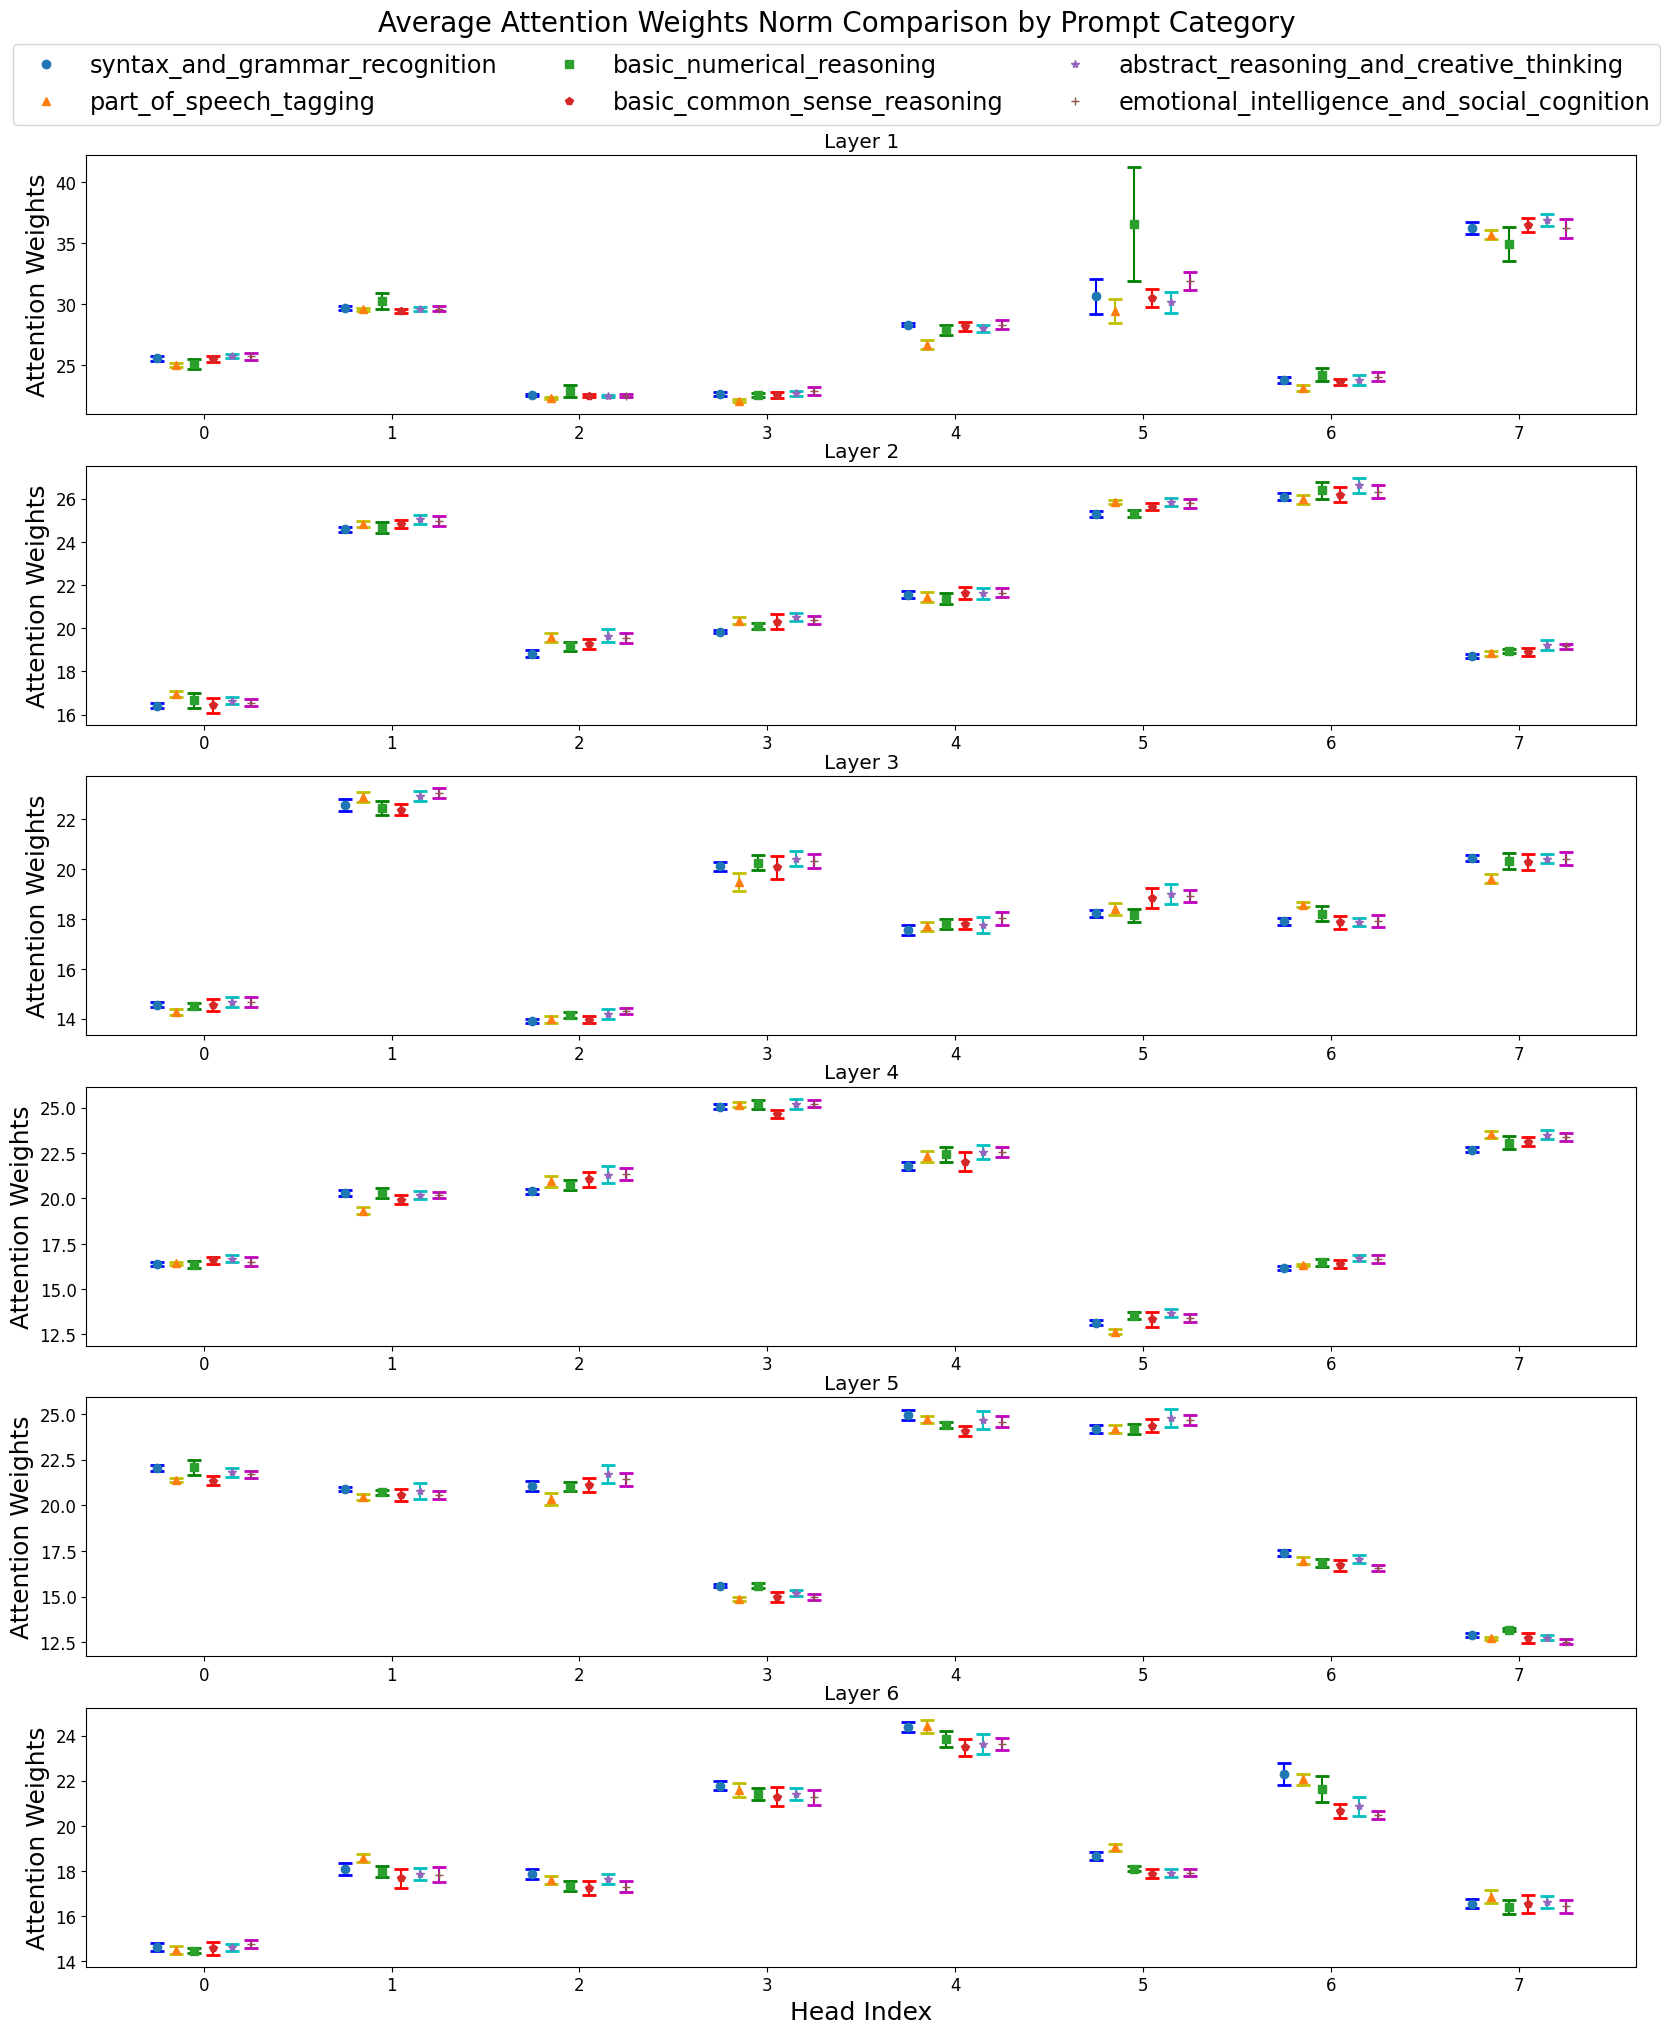 Average Attention Weights Norm Comparison by Prompt Category
syntax_and_grammar_recognition basic_numerical_reasoning abstract_reasoning_and_creative_thinking
part_of_speech_tagging basic_common_sense_reasoning emotional_intelligence_and_social_cognition
Layer 1
Attention Weights
40
35
30
25
0 1 2 3 4 5 6 7
Layer 2
Attention Weights
26
24
22
20
18
16
0 1 2 3 4 5 6 7
Layer 3
Attention Weights
22
20
18
16
14
0 1 2 3 4 5 6 7
Layer 4
Attention Weights
25.0
22.5
20.0
17.5
15.0
12.5
0 1 2 3 4 5 6 7
Layer 5
Attention Weights
25.0
22.5
20.0
17.5
15.0
12.5
0 1 2 3 4 5 6 7
Layer 6
Attention Weights
24
22
20
18
16
14
0 1 2 3 4 5 6 7
Head Index